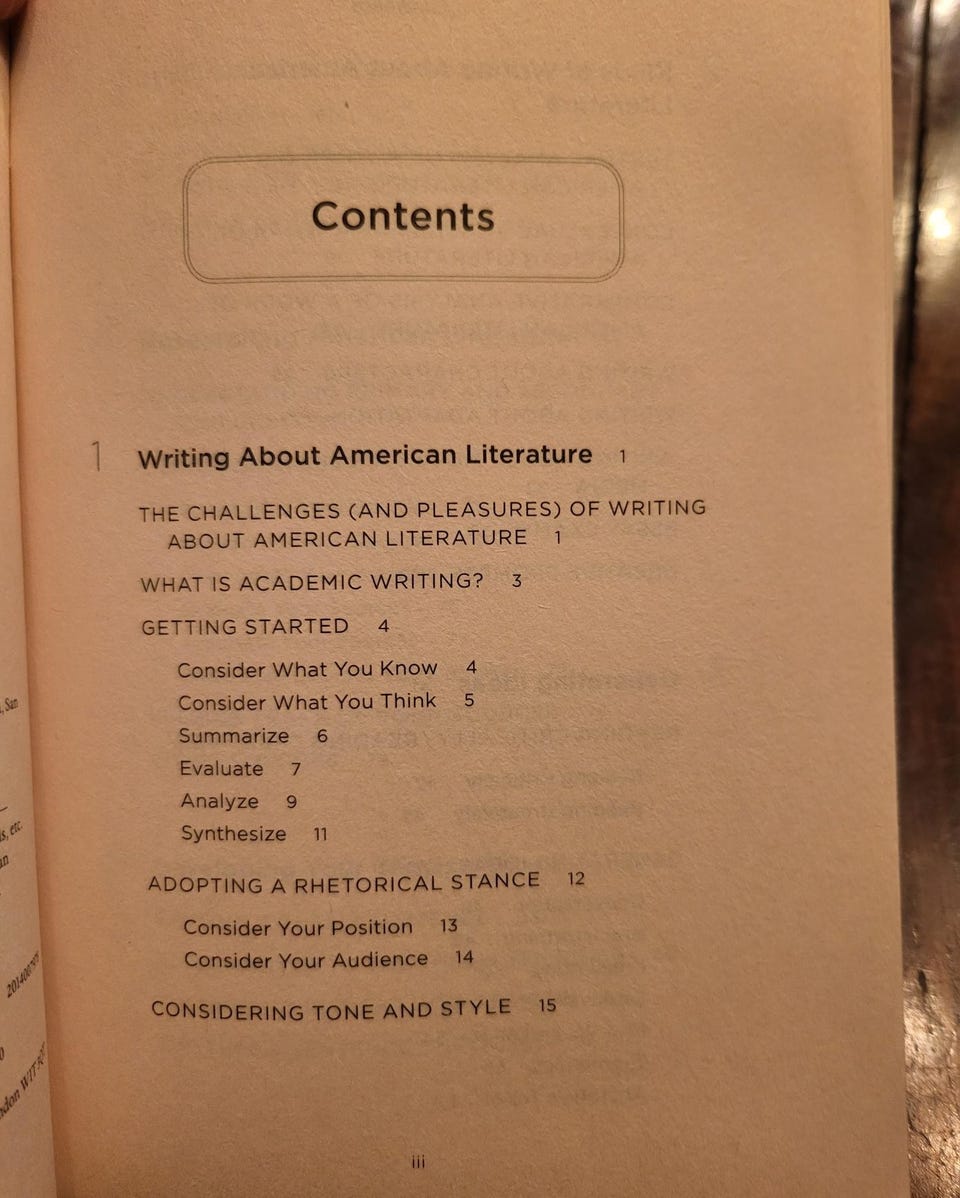 Contents
1 Writing About American Literature 1
THE CHALLENGES (AND PLEASURES) OF WRITING
ABOUT AMERICAN LITERATURE 1
WHAT IS ACADEMIC WRITING? 3
GETTING STARTED 4
Consider What You Know 4
Consider What You Think 5
Summarize 6
Evaluate 7
Analyze 9
Synthesize 11
ADOPTING A RHETORICAL STANCE 12
Consider Your Position 13
Consider Your Audience 14
CONSIDERING TONE AND STYLE 15
iii
, San
s, etc.
an